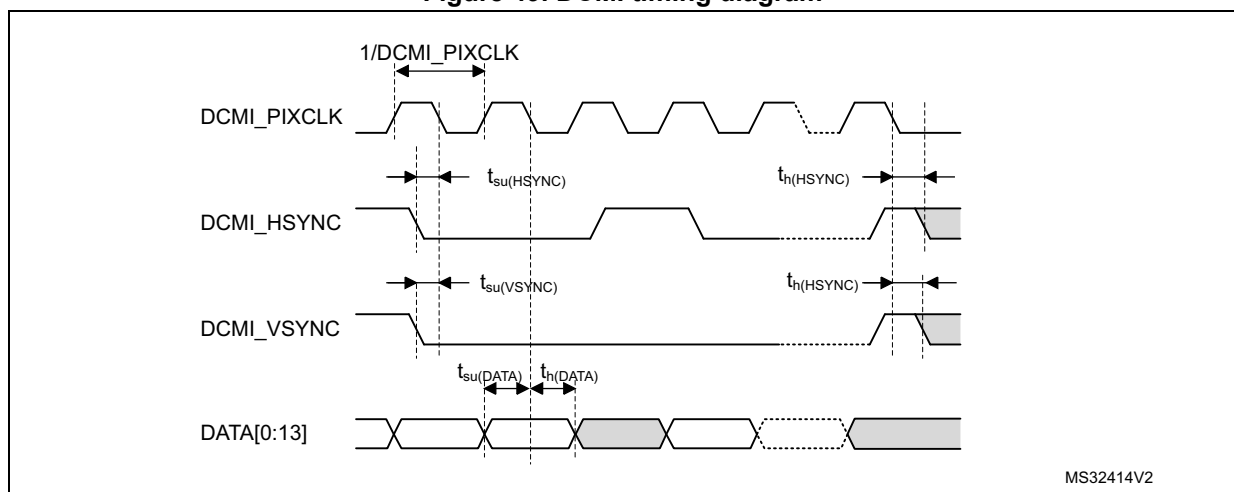 1/DCMI_PIXCLK
DCMI_PIXCLK
tsu(HSYNC)
th(HSYNC)
DCMI_HSYNC
tsu(VSYNC)
th(HSYNC)
DCMI_VSYNC
tsu(DATA) th(DATA)
DATA[0:13]
MS32414V2